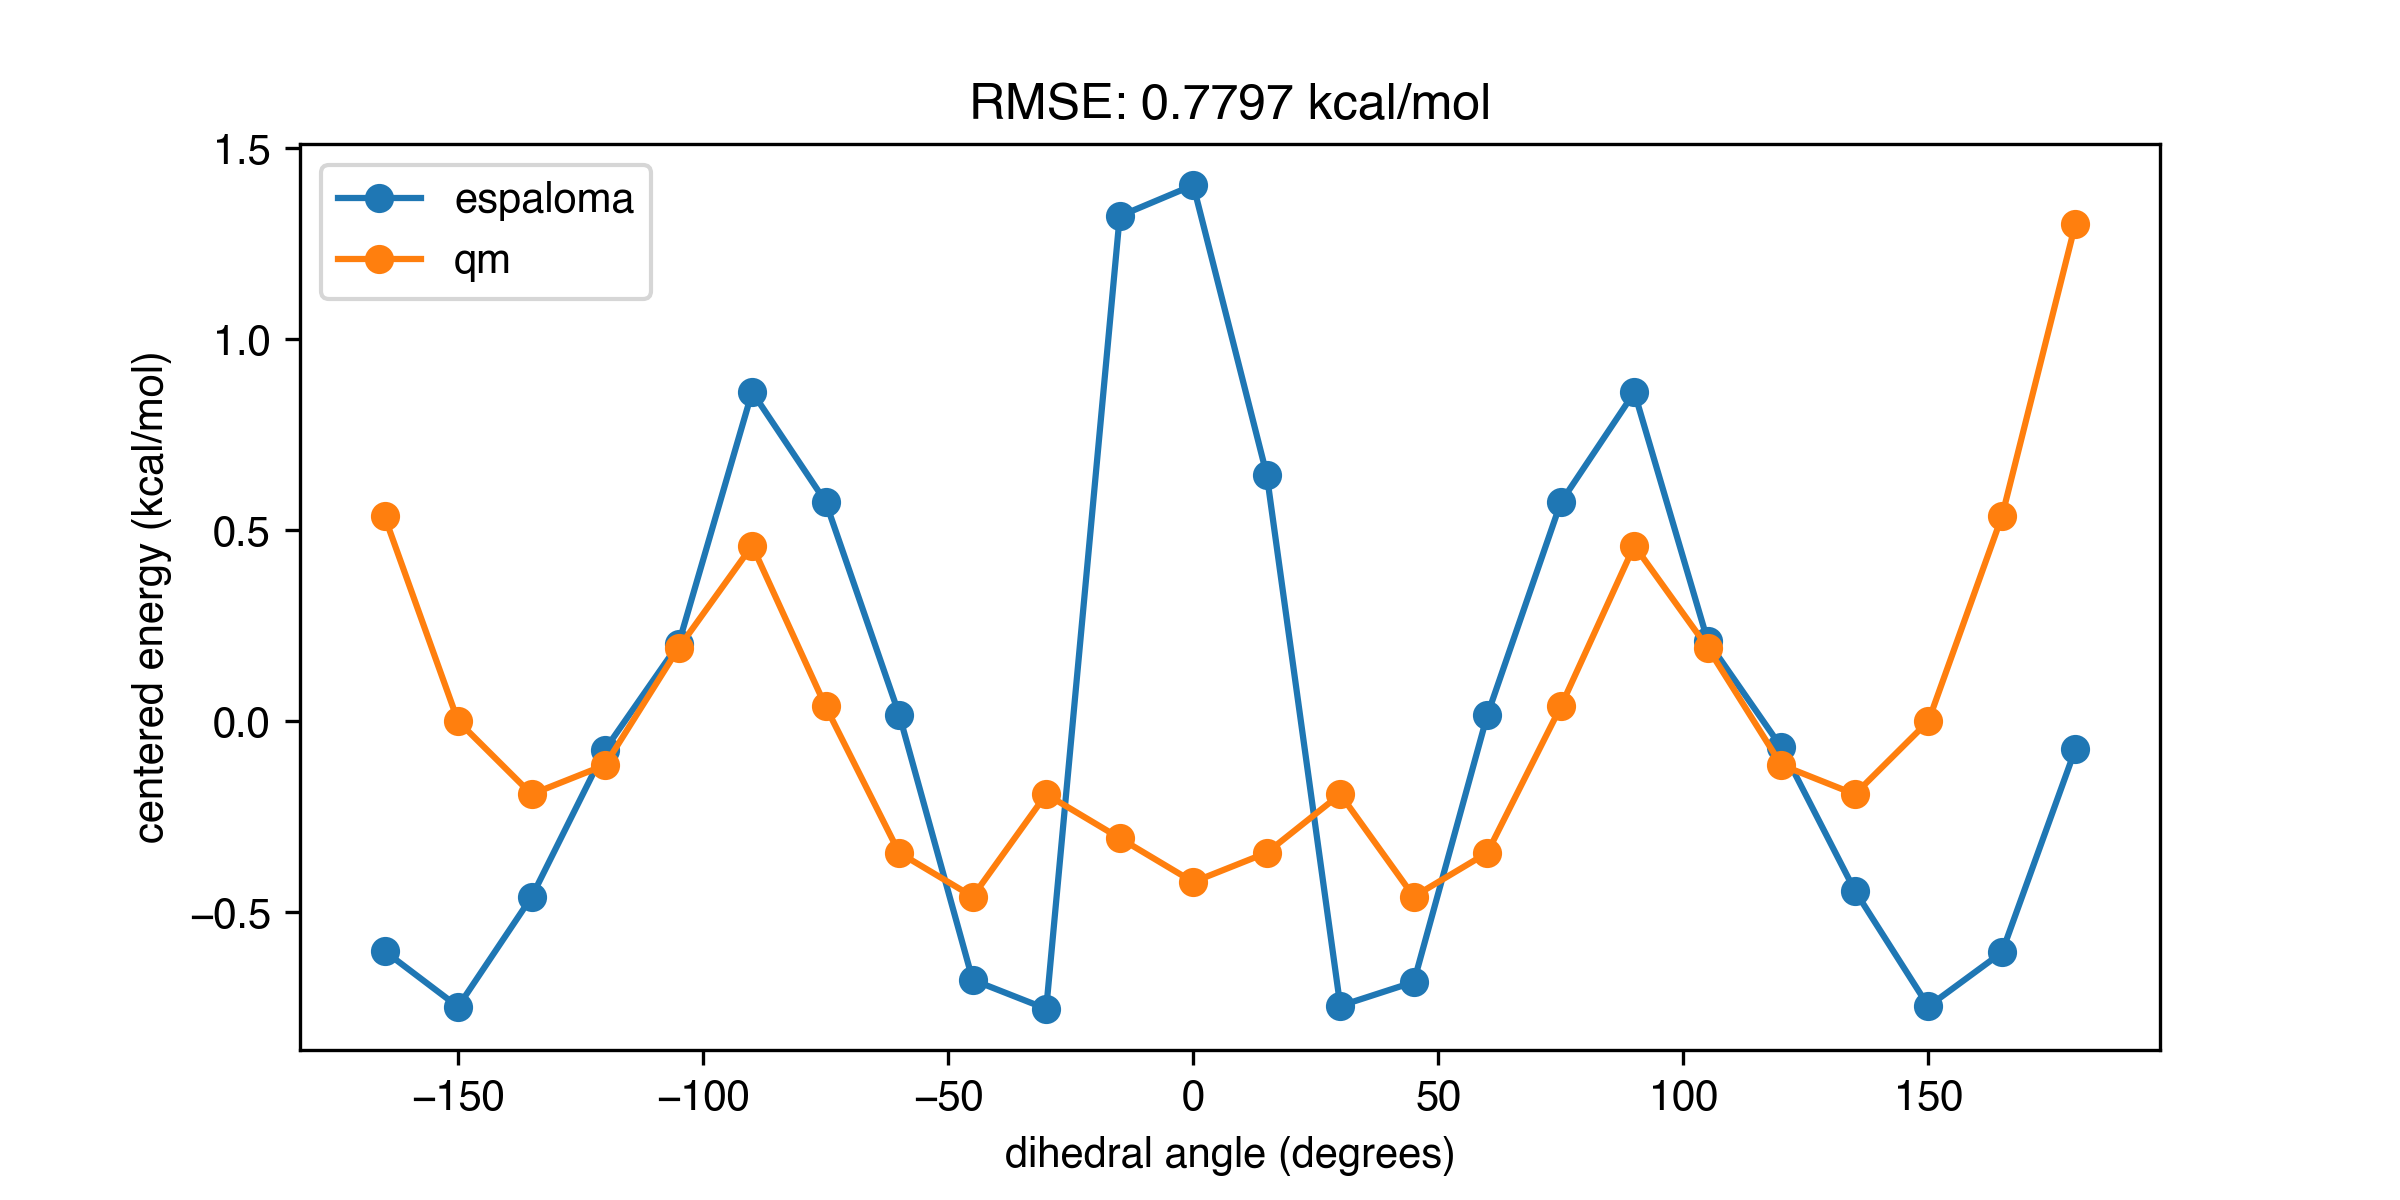 RMSE: 0.7797 kcal/mol
espaloma
qm
centered energy (kcal/mol)
1.5
1.0
0.5
0.0
−0.5
−150 −100 −50 0 50 100 150
dihedral angle (degrees)